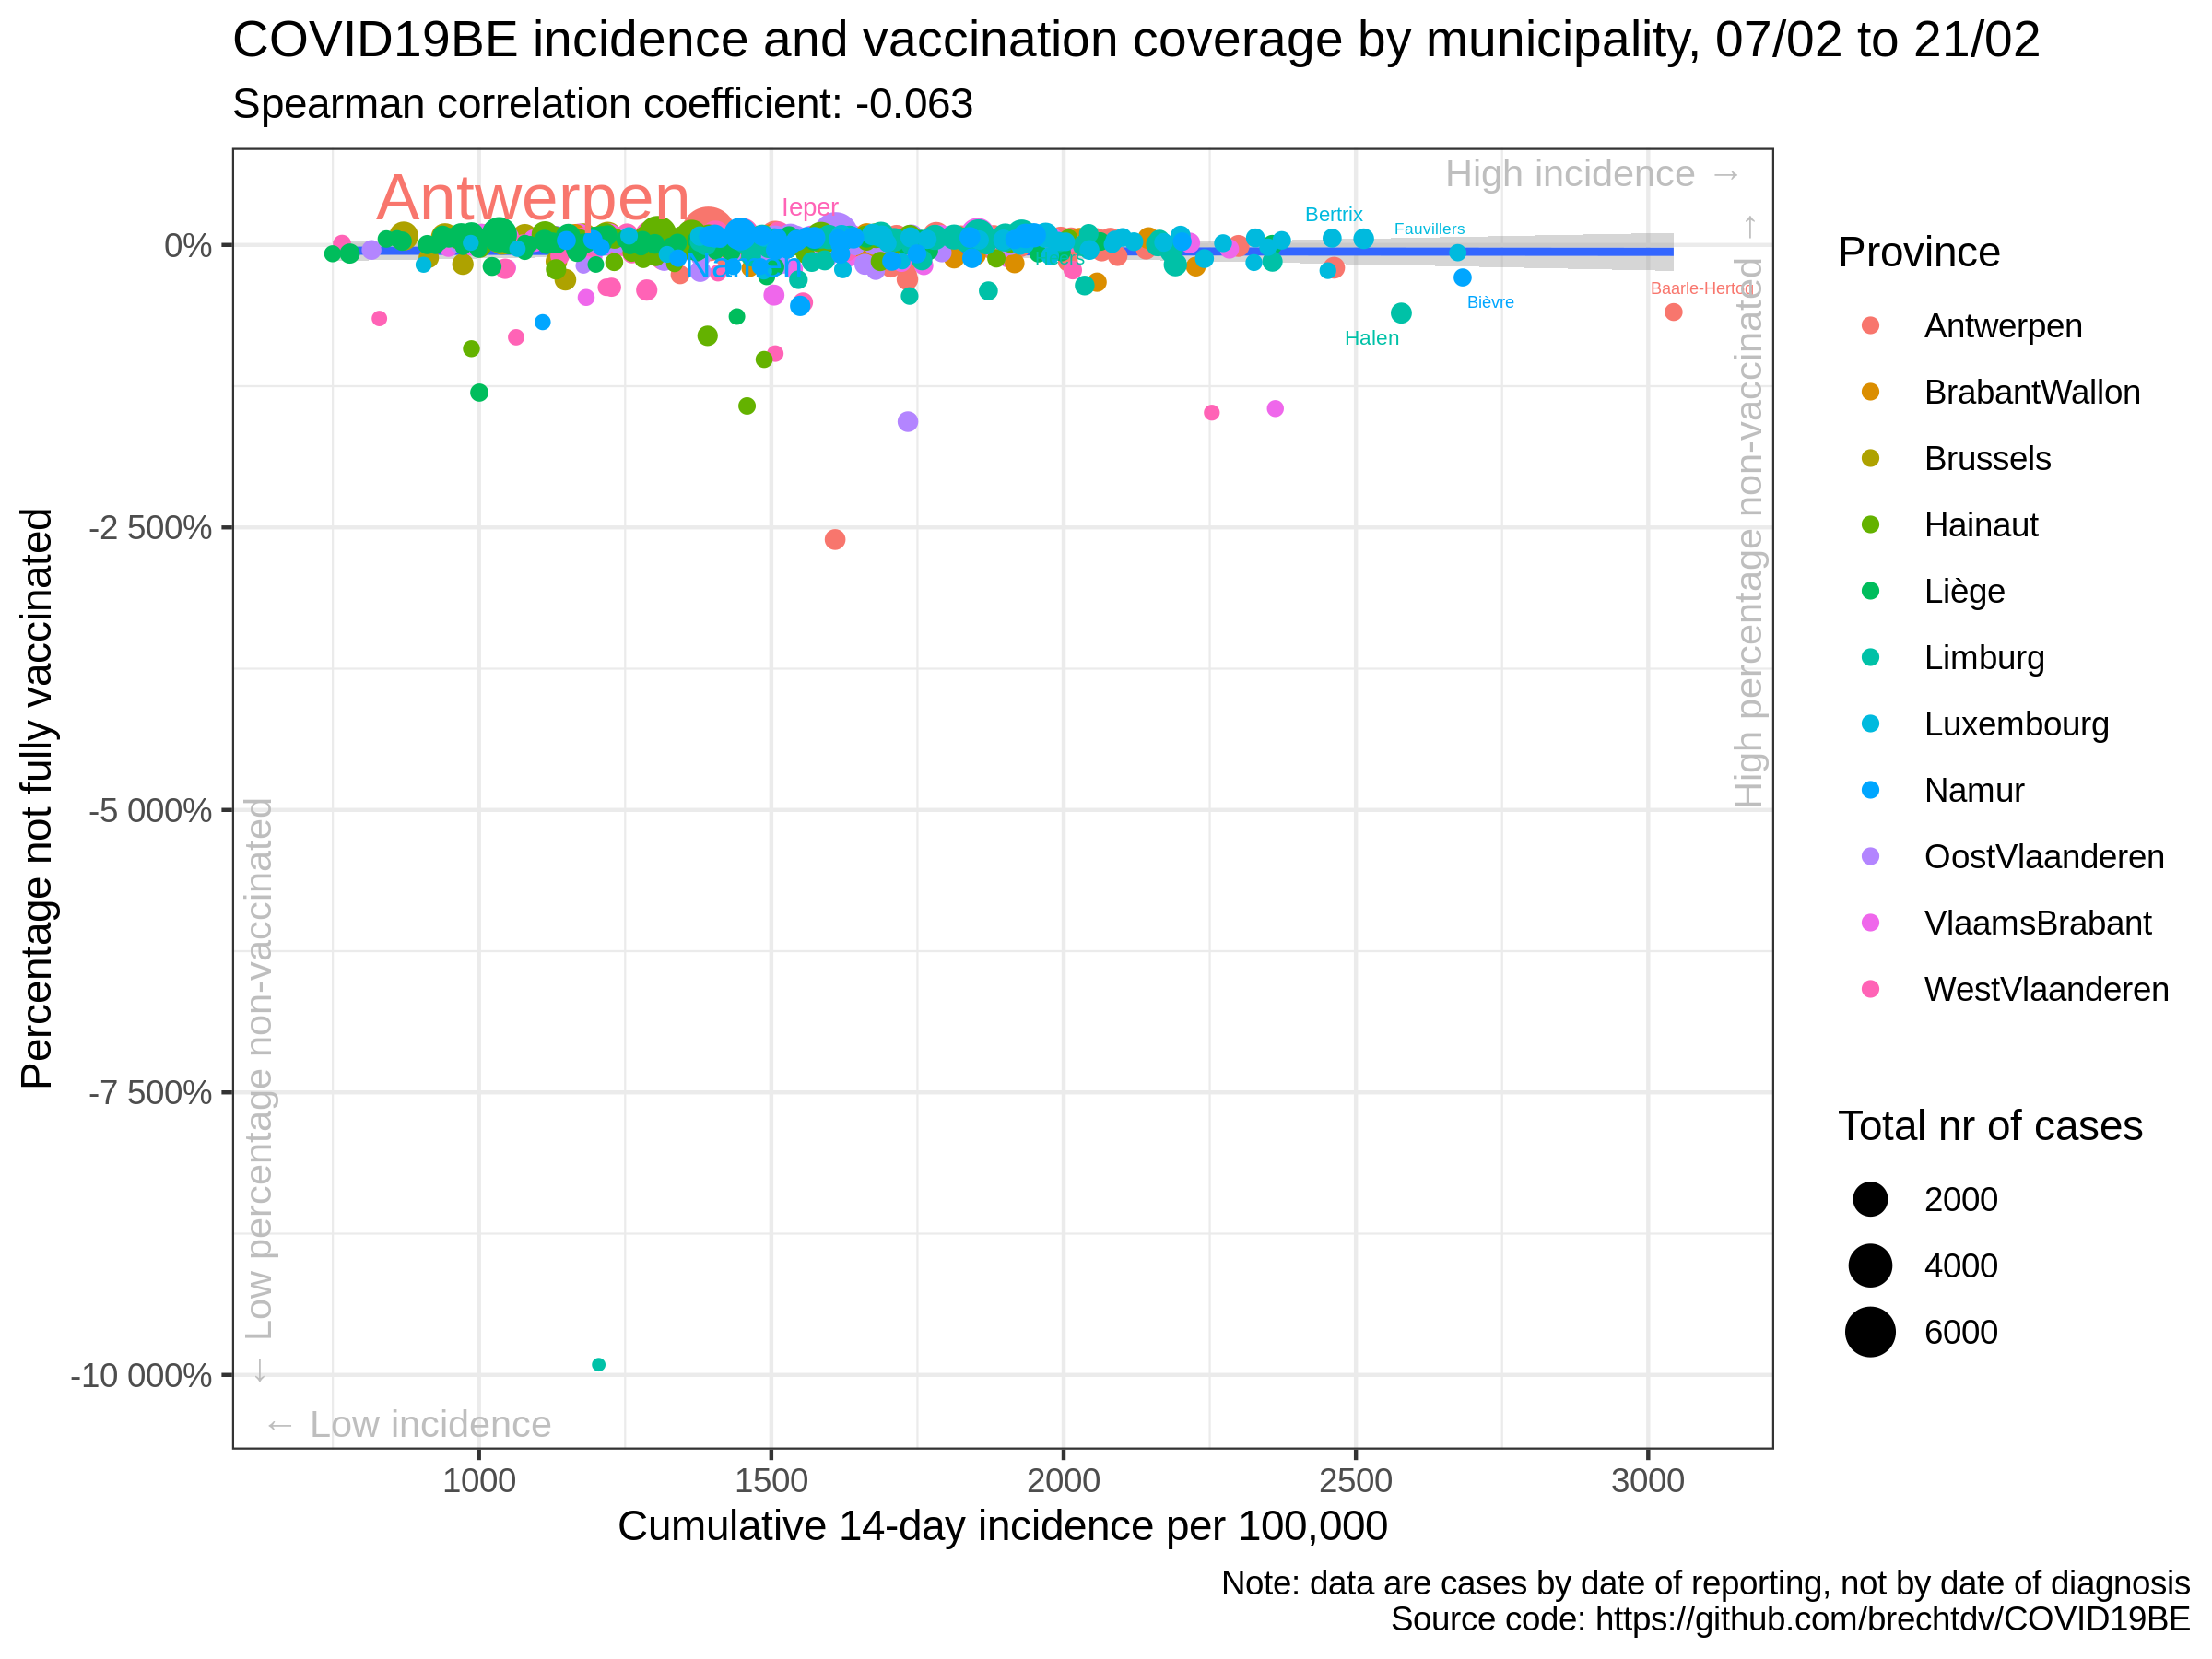 COVID19BE incidence and vaccination coverage by municipality, 07/02 to 21/02
Spearman correlation coefficient: -0.063
High incidence →
Antwerpen
Ieper
Bertrix
Fauvillers
Baarle-Hertog
Bièvre
Halen
High percentage non-vaccinated →
← Low percentage non-vaccinated
← Low incidence
Percentage not fully vaccinated
0%
-2 500%
-5 000%
-7 500%
-10 000%
1000
1500
2000
2500
3000
Cumulative 14-day incidence per 100,000
Province
Antwerpen
BrabantWallon
Brussels
Hainaut
Liège
Limburg
Luxembourg
Namur
OostVlaanderen
VlaamsBrabant
WestVlaanderen
Total nr of cases
2000
4000
6000
Note: data are cases by date of reporting, not by date of diagnosis
Source code: https://github.com/brechtdv/COVID19BE